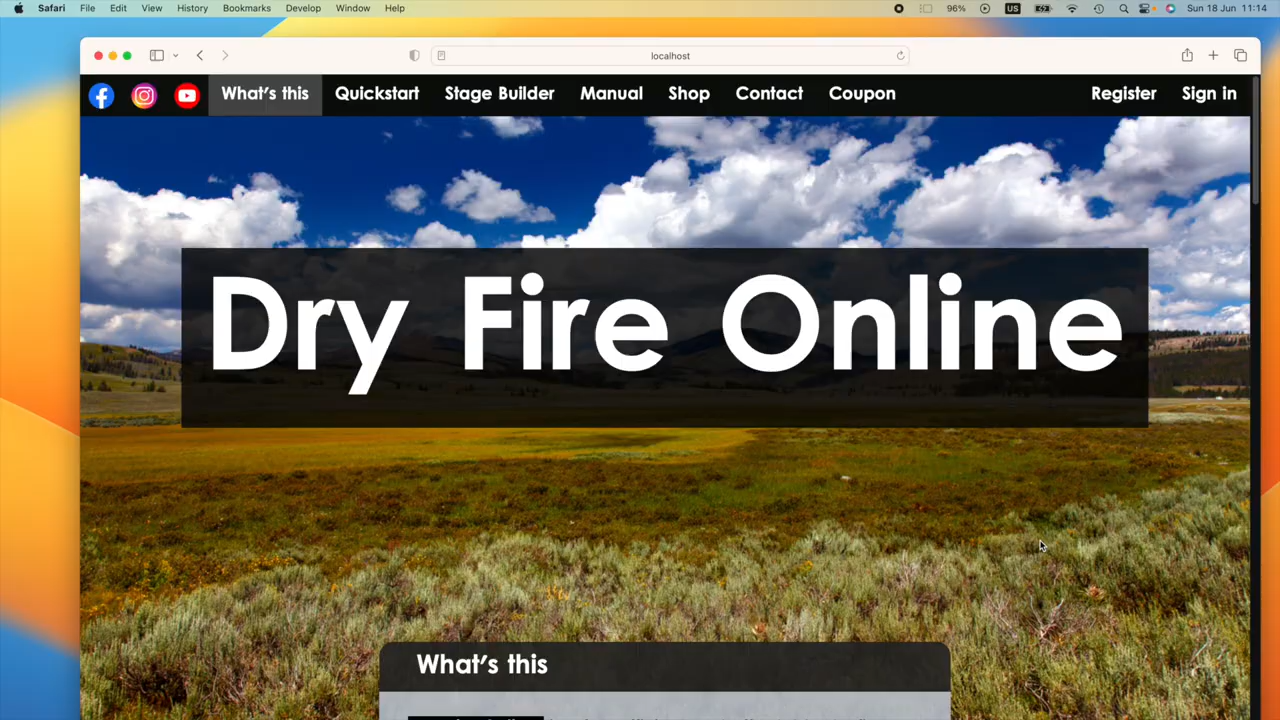 Safari File Edit View History Bookmarks Develop Window Help 96% US Sun 18 Jun 11:14
localhost
What's this Quickstart Stage Builder Manual Shop Contact Coupon Register Sign in
Dry Fire Online
What's this